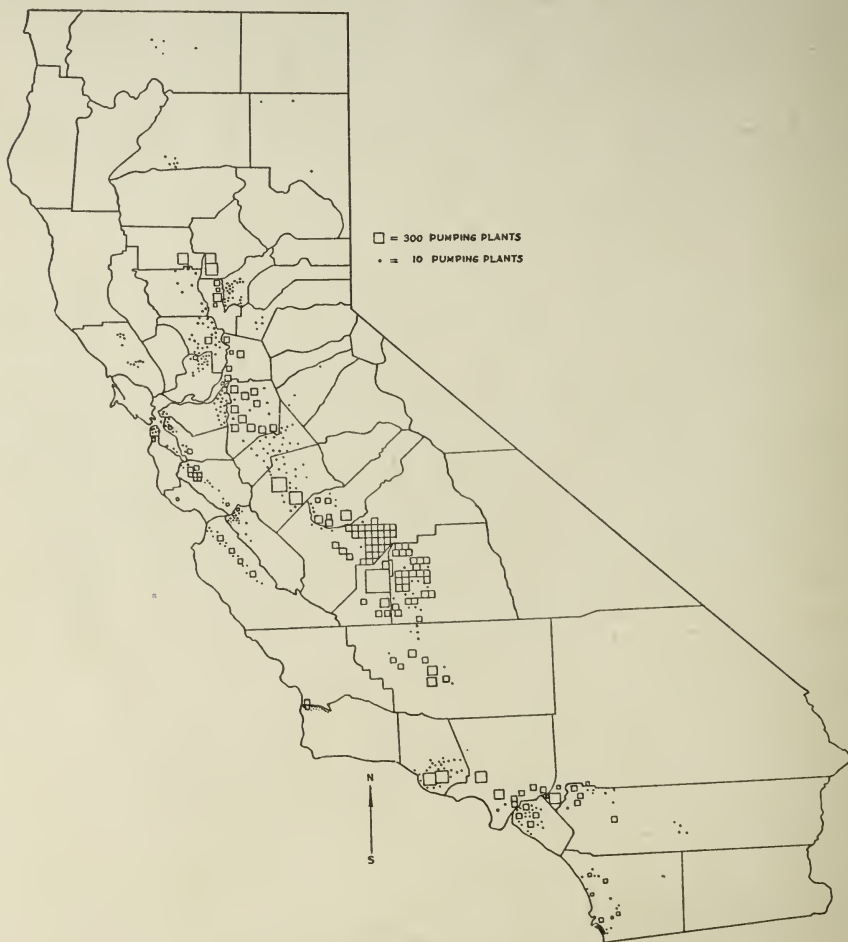 □ = 300 PUMPING PLANTS
• = 10 PUMPING PLANTS
N
S